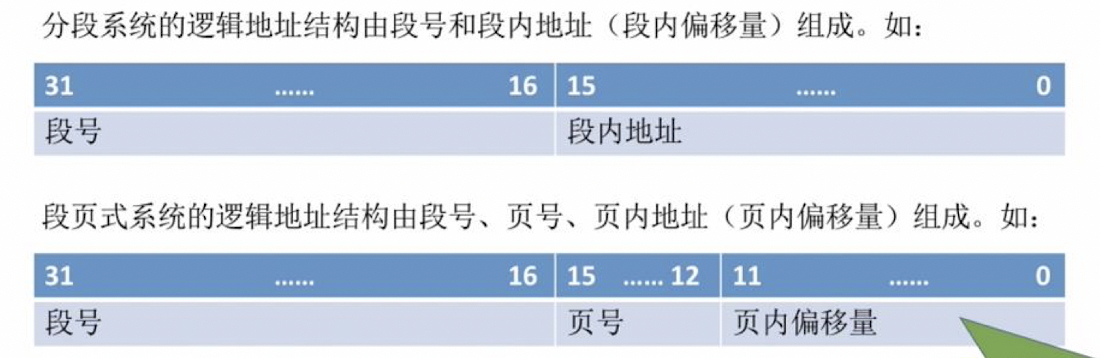 分段系统的逻辑地址结构由段号和段内地址（段内偏移量）组成。如：
31 ...... 16 15 ...... 0
段号 段内地址
段页式系统的逻辑地址结构由段号、页号、页内地址（页内偏移量）组成。如：
31 ...... 16 15 ...... 12 11 ...... 0
段号 页号 页内偏移量